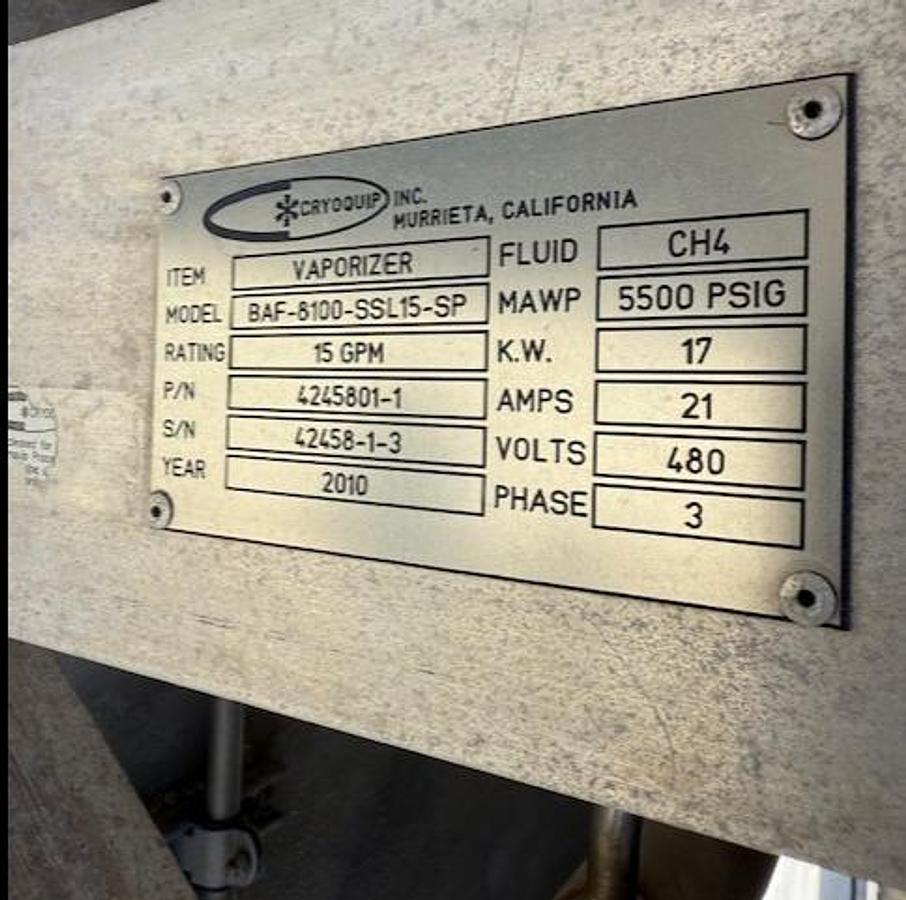 CRYOQUIP INC.
MURRIETA, CALIFORNIA
ITEM VAPORIZER
MODEL BAF-8100-SSL15-SP
RATING 15 GPM
P/N 4245801-1
S/N 42458-1-3
YEAR 2010
FLUID CH4
MAWP 5500 PSIG
K.W. 17
AMPS 21
VOLTS 480
PHASE 3